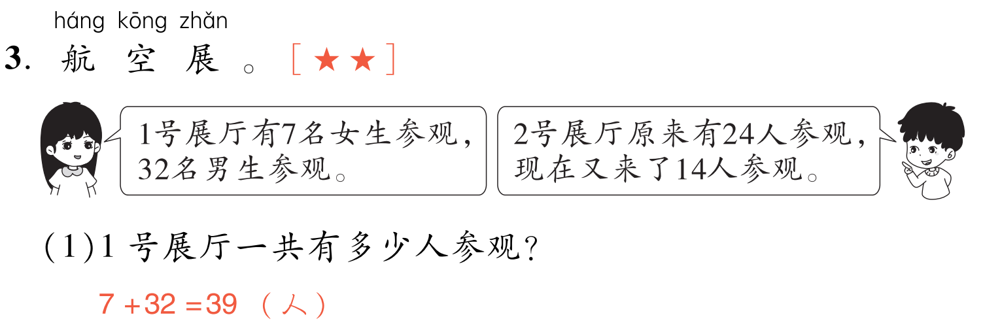 háng kōng zhǎn
3. 航空展。[★★]
1号展厅有7名女生参观,
32名男生参观。
2号展厅原来有24人参观,
现在又来了14人参观。
(1)1号展厅一共有多少人参观?
7+32=39(人)